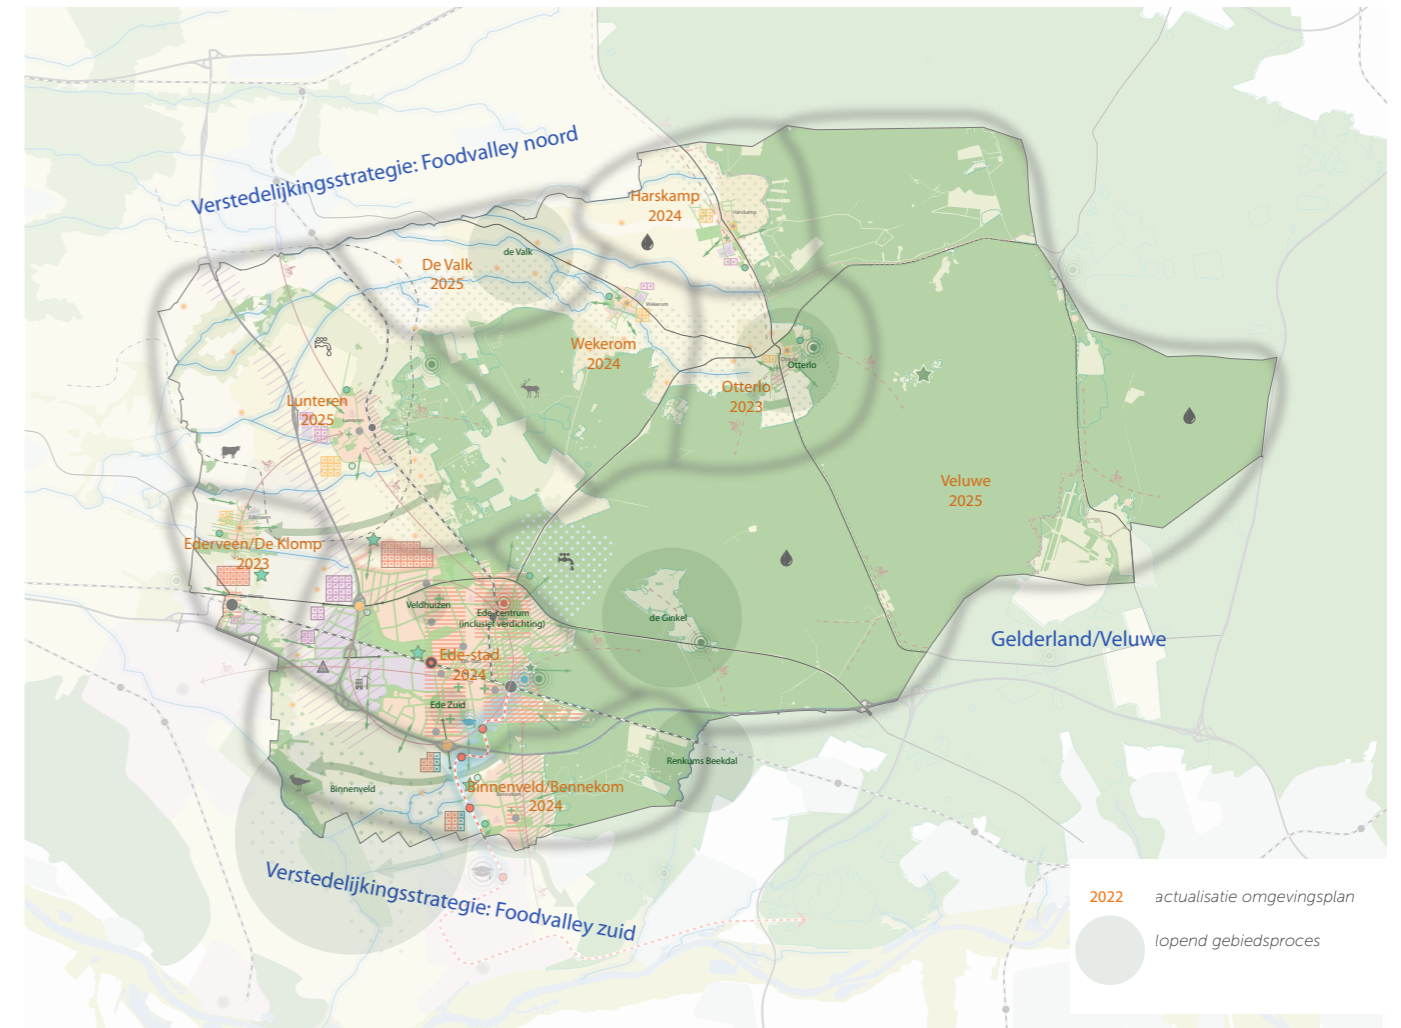 Verstedelijkingsstrategie: Foodvalley noord
Harskamp
2024
Harskamp
de Valk
De Valk
2025
Wekerom
Wekerom
2024
Otterlo
Otterlo
2023
Lunteren
2025
Veluwe
2025
Ederveen/De Klomp
2023
Veldhuizen
Ede-centrum
(inclusief verdichting)
de Ginkel
Gelderland/Veluwe
Ede-stad
2024
Ede Zuid
Renkums Beekdal
Binnenveld
Binnenveld/Bennekom
2024
Verstedelijkingsstrategie: Foodvalley zuid
2022 actualisatie omgevingsplan
lopend gebiedsproces